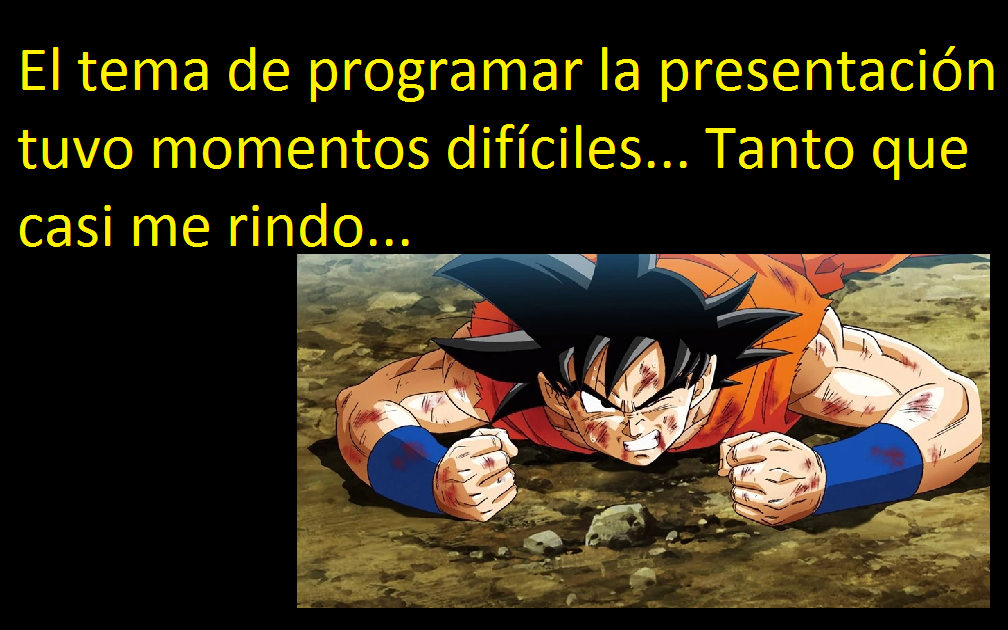 El tema de programar la presentación
tuvo momentos difíciles... Tanto que
casi me rindo...